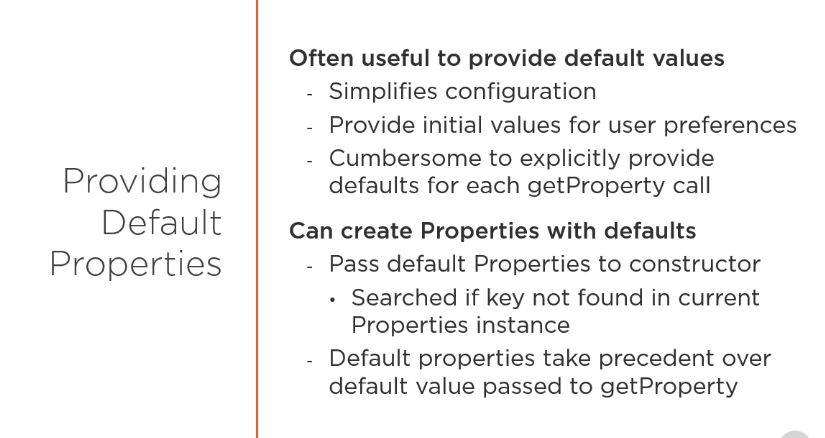 Providing
Default
Properties
Often useful to provide default values
- Simplifies configuration
- Provide initial values for user preferences
- Cumbersome to explicitly provide
defaults for each getProperty call
Can create Properties with defaults
- Pass default Properties to constructor
• Searched if key not found in current
Properties instance
- Default properties take precedent over
default value passed to getProperty